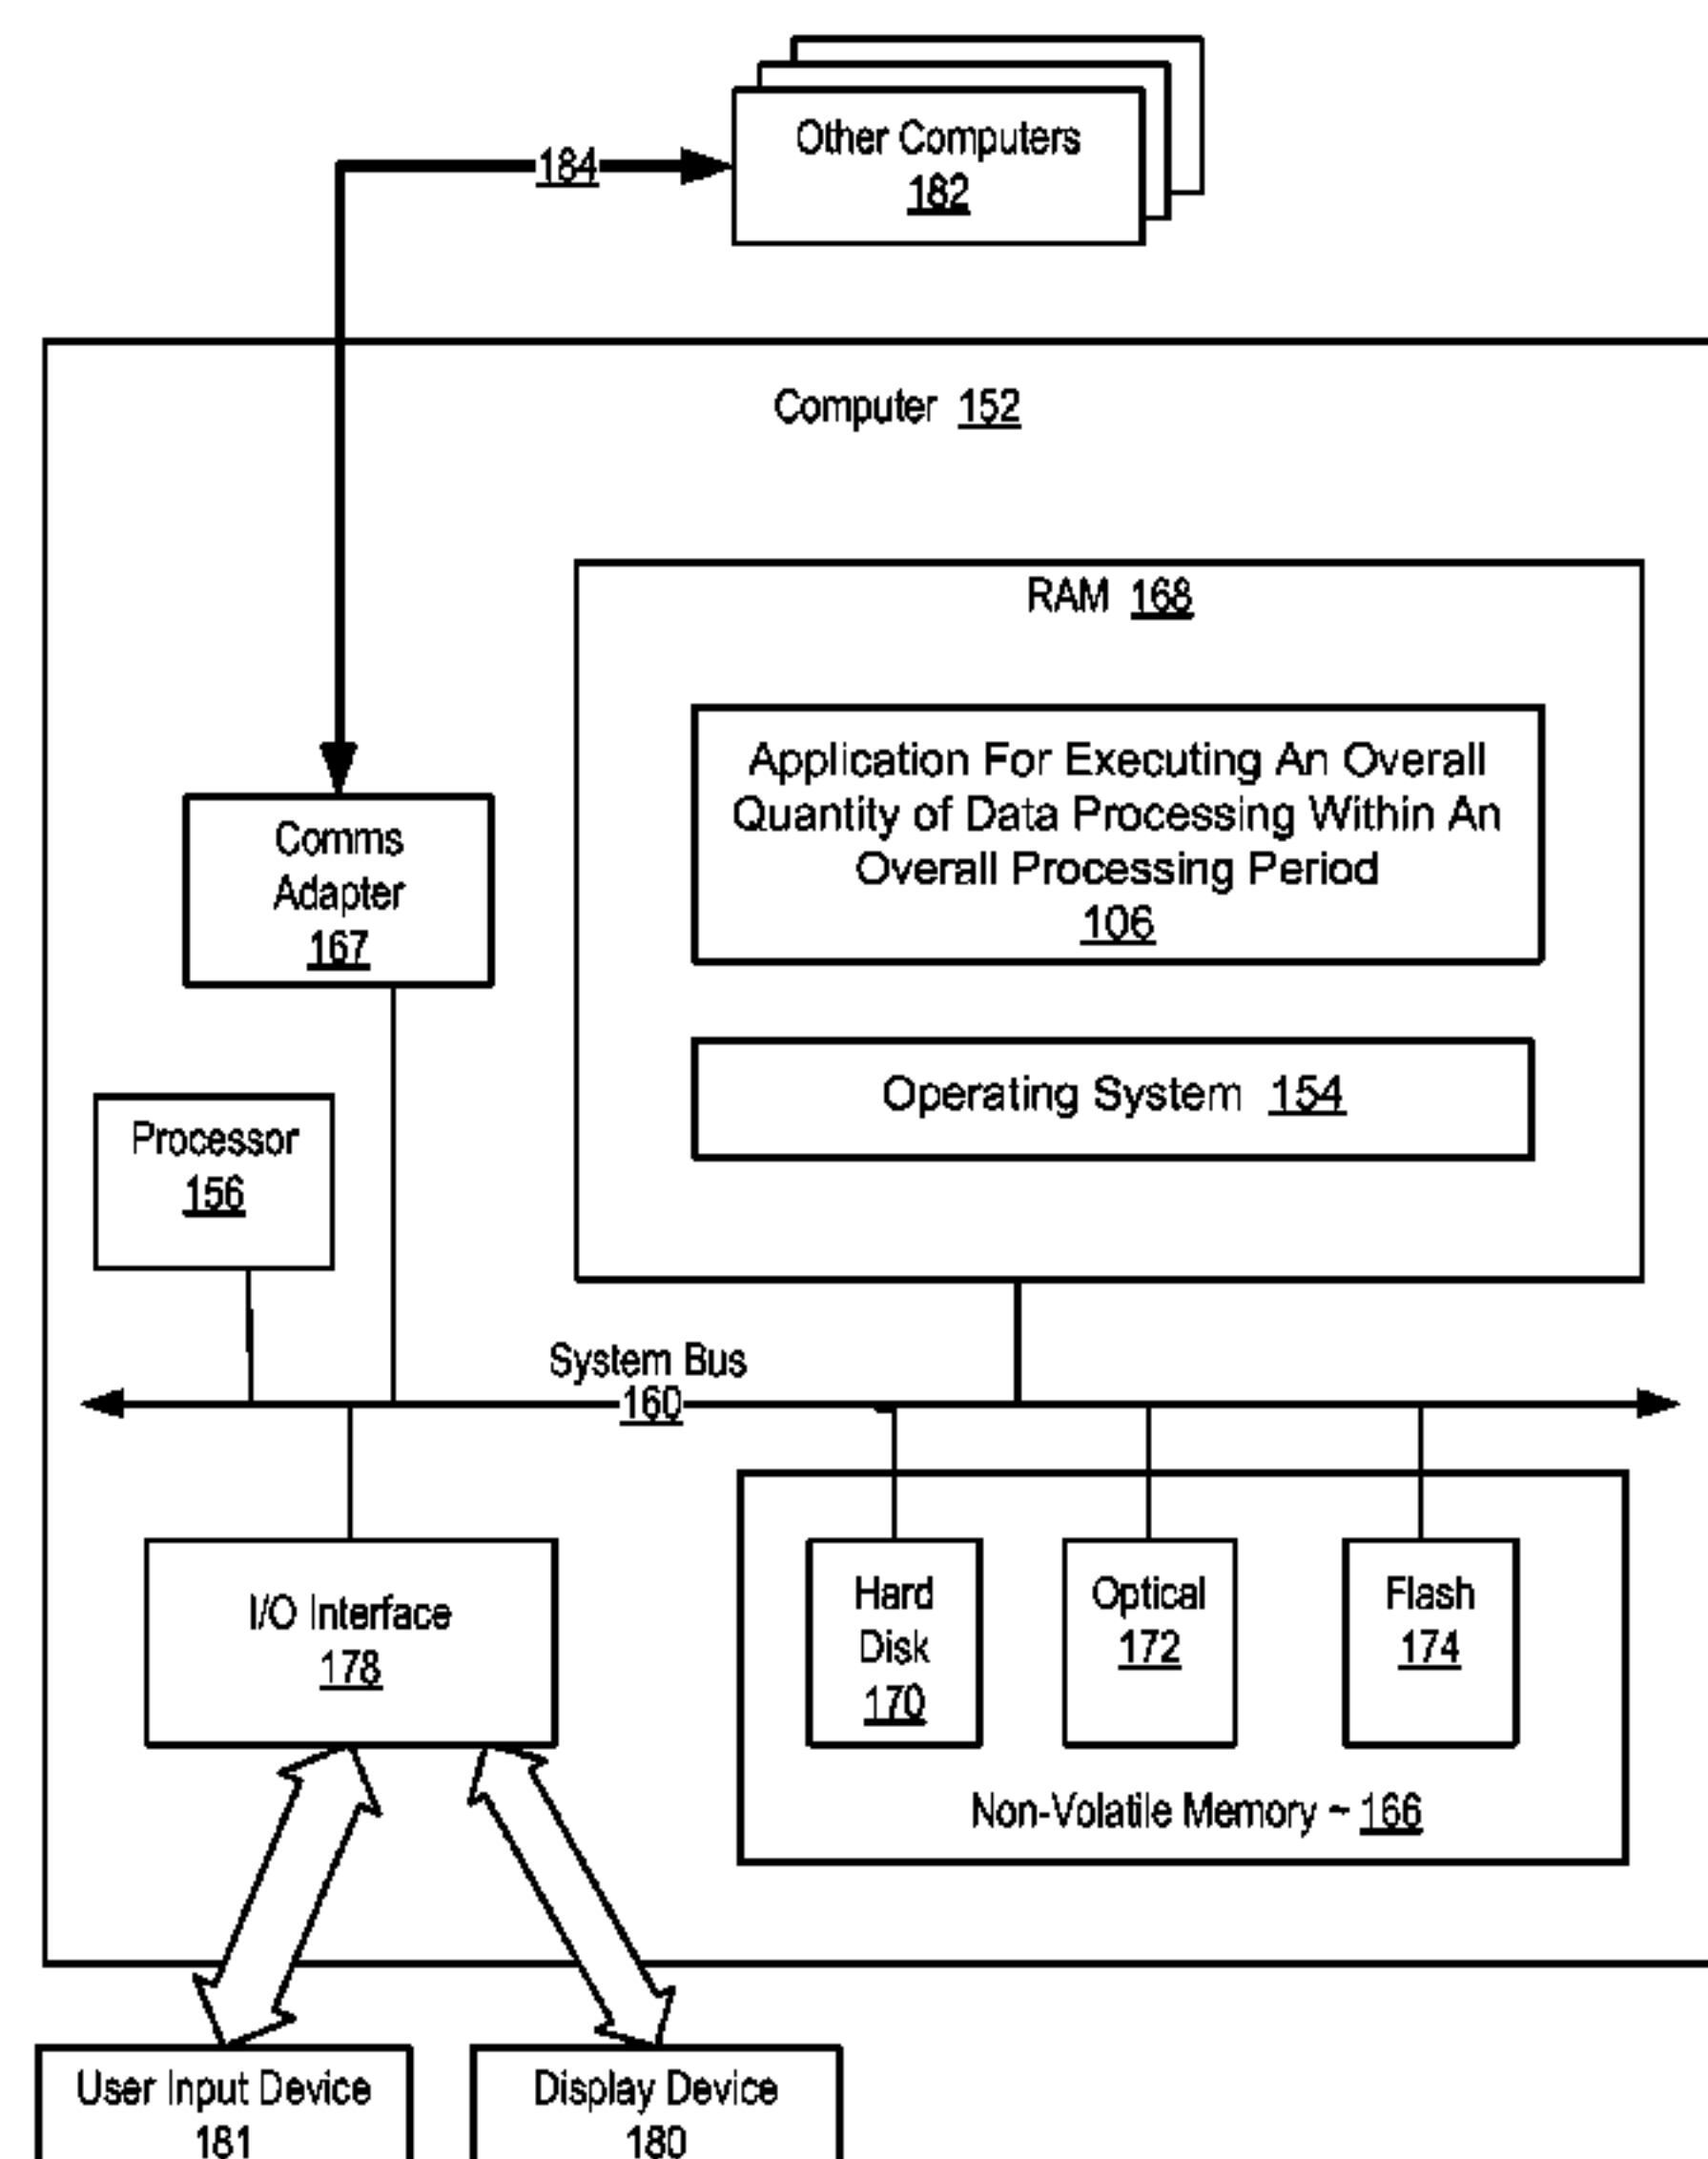 Other Computers
182
184
Computer 152
RAM 168
Application For Executing An Overall
Quantity of Data Processing Within An
Overall Processing Period
106
Comms
Adapter
167
Operating System 154
Processor
156
System Bus
160
I/O Interface
178
Hard
Disk
170
Optical
172
Flash
174
Non-Volatile Memory ~ 166
User Input Device
181
Display Device
180